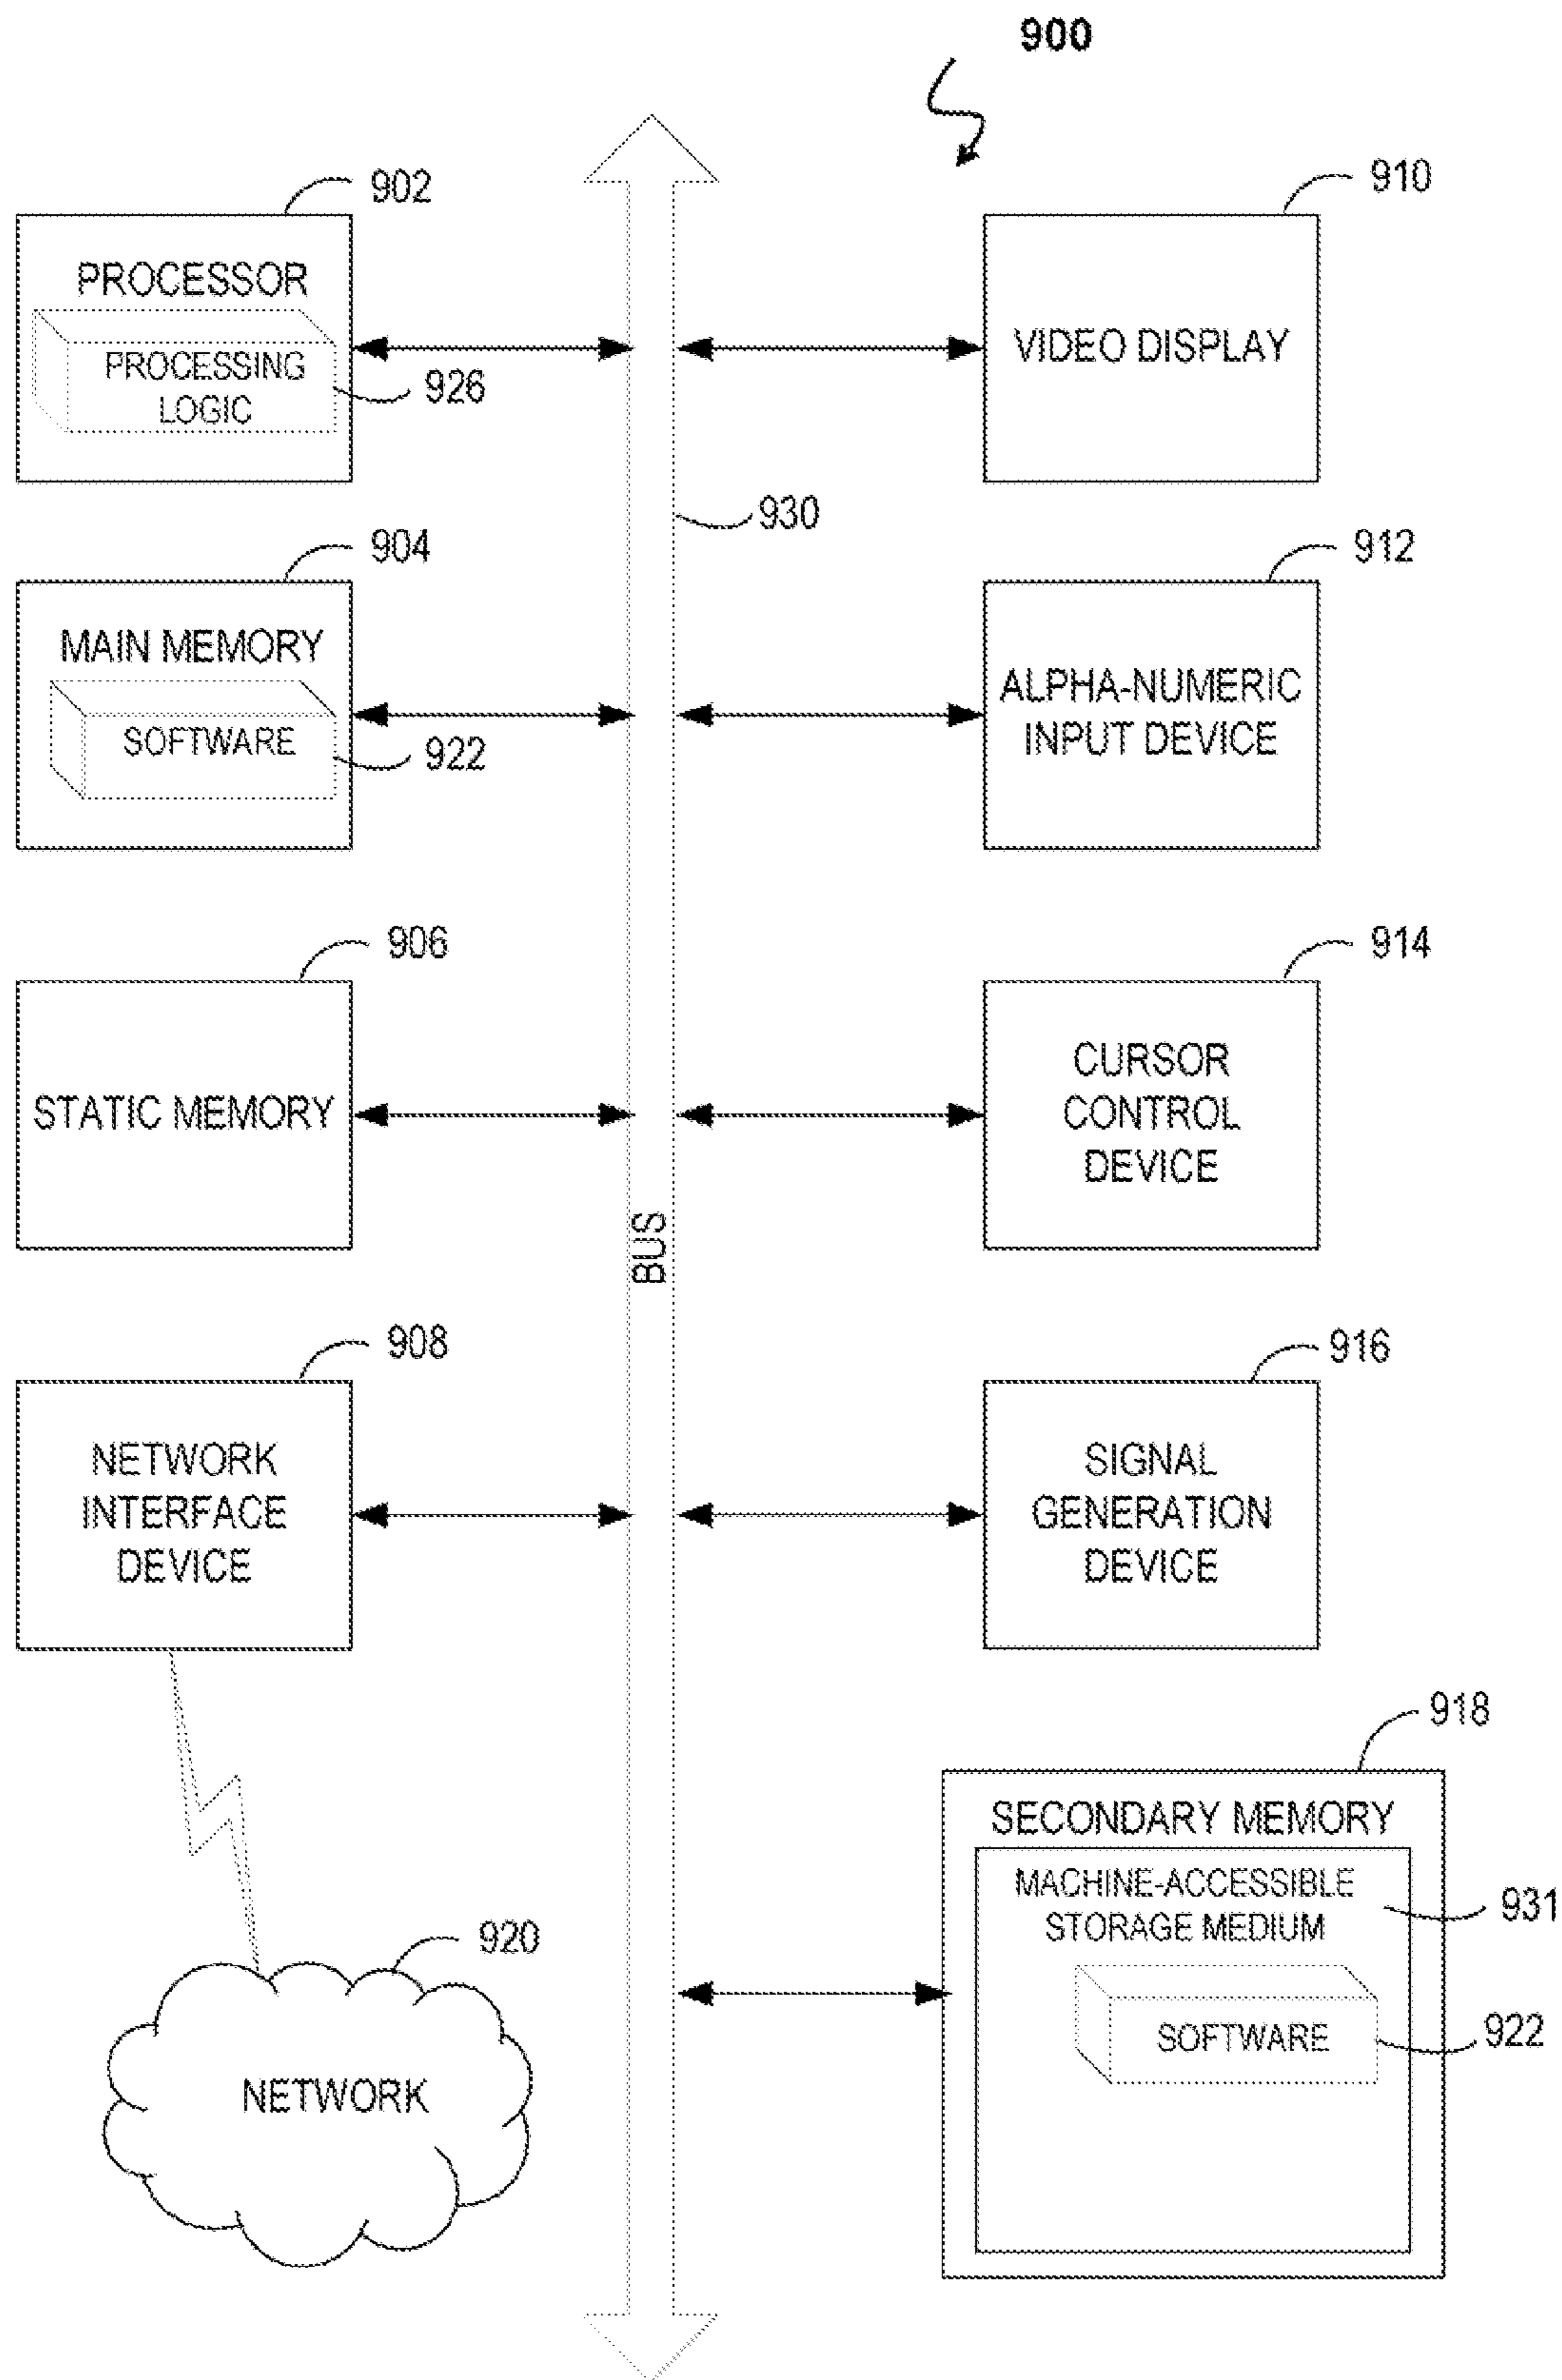 900
902
PROCESSOR
PROCESSING
LOGIC
926
910
VIDEO DISPLAY
930
904
MAIN MEMORY
SOFTWARE
922
912
ALPHA-NUMERIC
INPUT DEVICE
906
STATIC MEMORY
914
CURSOR
CONTROL
DEVICE
BUS
908
NETWORK
INTERFACE
DEVICE
916
SIGNAL
GENERATION
DEVICE
918
SECONDARY MEMORY
MACHINE-ACCESSIBLE
STORAGE MEDIUM
931
SOFTWARE
922
920
NETWORK